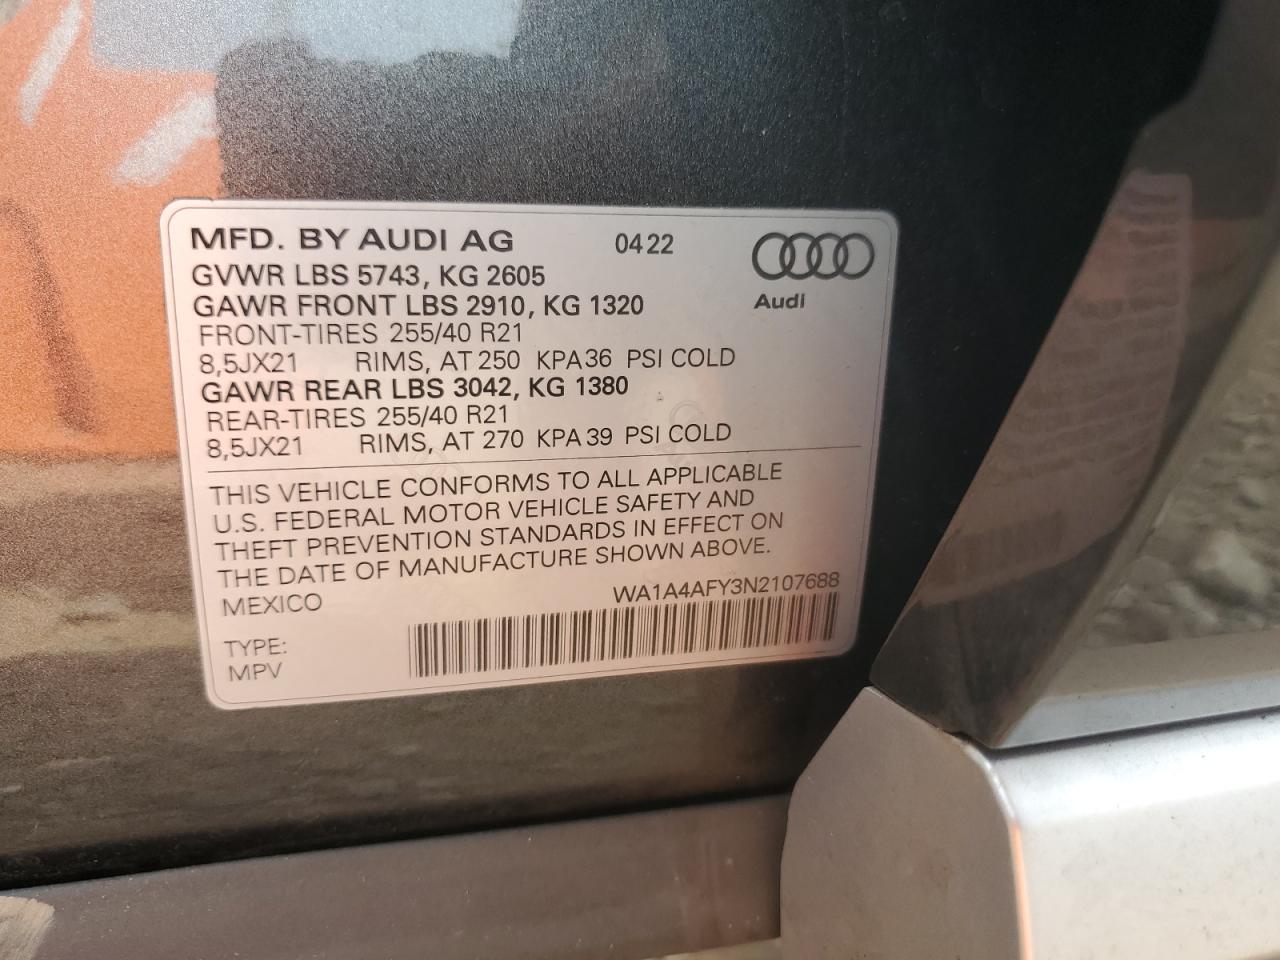 MFD. BY AUDI AG 0422
GVWR LBS 5743, KG 2605
Audi
GAWR FRONT LBS 2910, KG 1320
FRONT-TIRES 255/40 R21
8,5JX21 RIMS, AT 250 KPA36 PSI COLD
GAWR REAR LBS 3042, KG 1380
REAR-TIRES 255/40 R21
8,5JX21 RIMS, AT 270 KPA 39 PSI COLD
THIS VEHICLE CONFORMS TO ALL APPLICABLE
U.S. FEDERAL MOTOR VEHICLE SAFETY AND
THEFT PREVENTION STANDARDS IN EFFECT ON
THE DATE OF MANUFACTURE SHOWN ABOVE.
MEXICO WA1A4AFY3N2107688
TYPE:
MPV